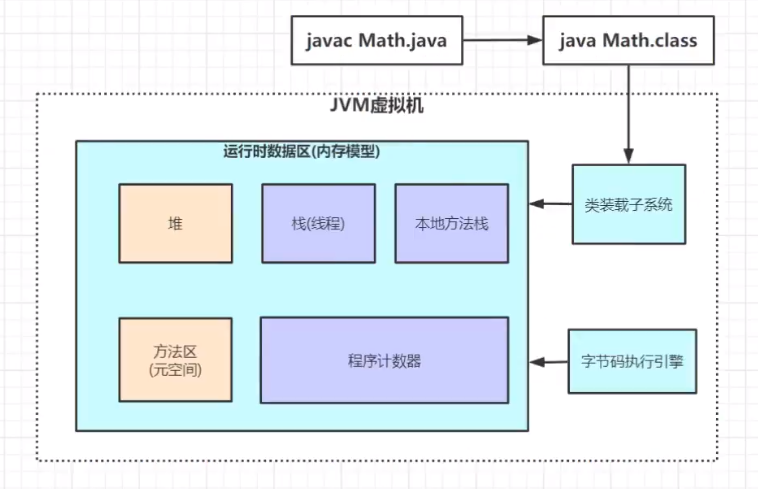 javac Math.java
java Math.class
JVM虚拟机
运行时数据区(内存模型)
堆
栈(线程)
本地方法栈
类装载子系统
方法区
(元空间)
程序计数器
字节码执行引擎